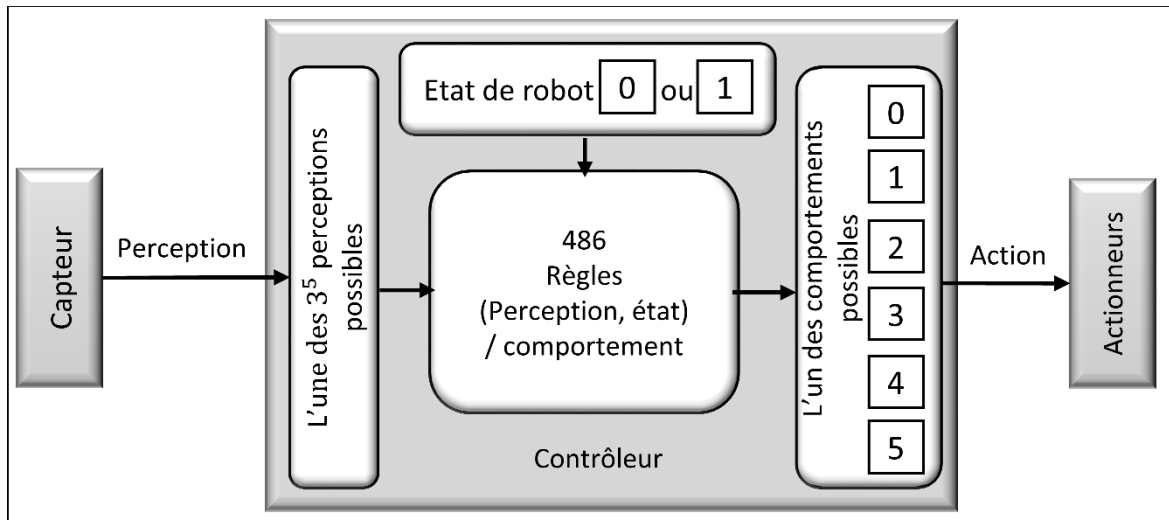 Capteur
Perception
L'une des 3⁵ perceptions
possibles
Etat de robot 0 ou 1
486
Règles
(Perception, état)
/ comportement
Contrôleur
L'un des comportements
possibles
0
1
2
3
4
5
Action
Actionneurs